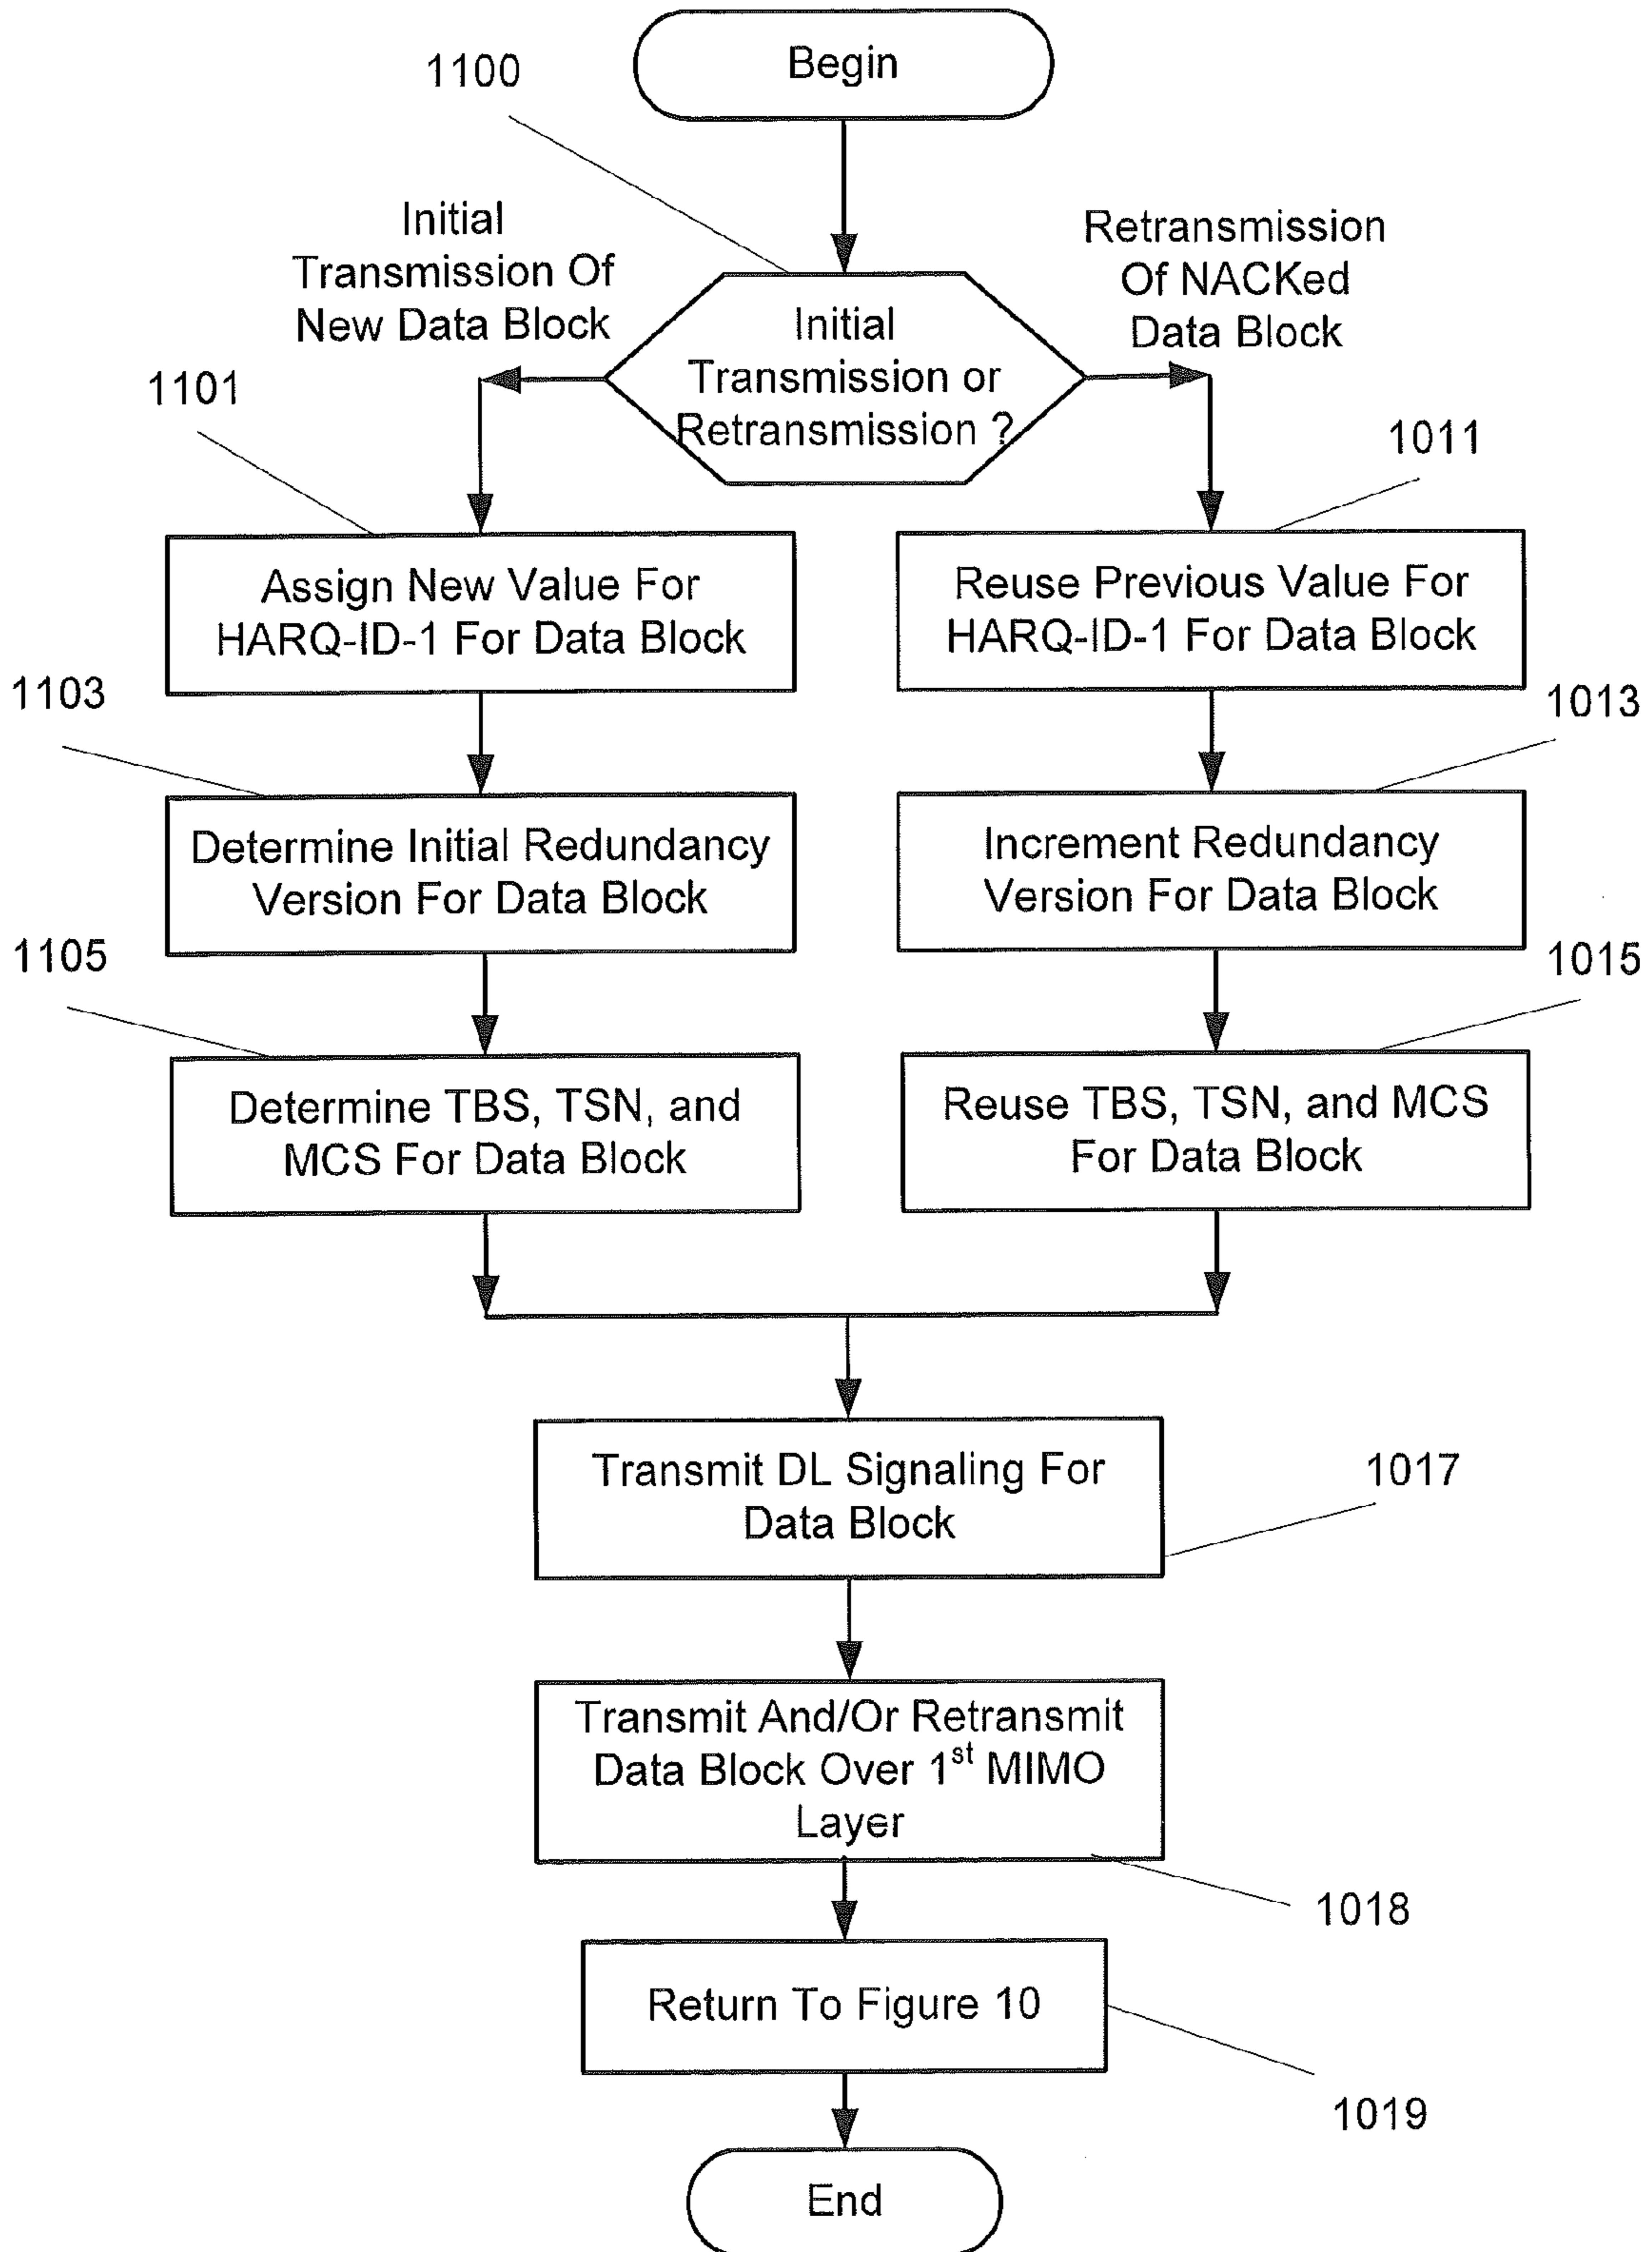 Begin
1100
Initial
Transmission Of
New Data Block
Retransmission
Of NACKed
Data Block
Initial
Transmission or
Retransmission ?
1101
1011
Assign New Value For
HARQ-ID-1 For Data Block
Reuse Previous Value For
HARQ-ID-1 For Data Block
1103
1013
Determine Initial Redundancy
Version For Data Block
Increment Redundancy
Version For Data Block
1105
1015
Determine TBS, TSN, and
MCS For Data Block
Reuse TBS, TSN, and MCS
For Data Block
Transmit DL Signaling For
Data Block
1017
Transmit And/Or Retransmit
Data Block Over 1st MIMO
Layer
1018
Return To Figure 10
1019
End